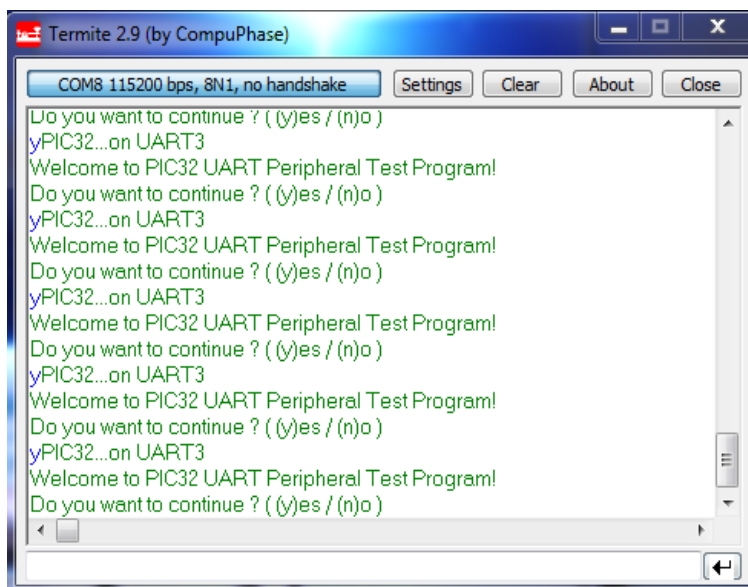 Termite 2.9 (by CompuPhase)
COM8 115200 bps, 8N1, no handshake Settings Clear About Close
Do you want to continue ? ( (y)es / (n)o )
yPIC32...on UART3
Welcome to PIC32 UART Peripheral Test Program!
Do you want to continue ? ( (y)es / (n)o )
yPIC32...on UART3
Welcome to PIC32 UART Peripheral Test Program!
Do you want to continue ? ( (y)es / (n)o )
yPIC32...on UART3
Welcome to PIC32 UART Peripheral Test Program!
Do you want to continue ? ( (y)es / (n)o )
yPIC32...on UART3
Welcome to PIC32 UART Peripheral Test Program!
Do you want to continue ? ( (y)es / (n)o )
yPIC32...on UART3
Welcome to PIC32 UART Peripheral Test Program!
Do you want to continue ? ( (y)es / (n)o )